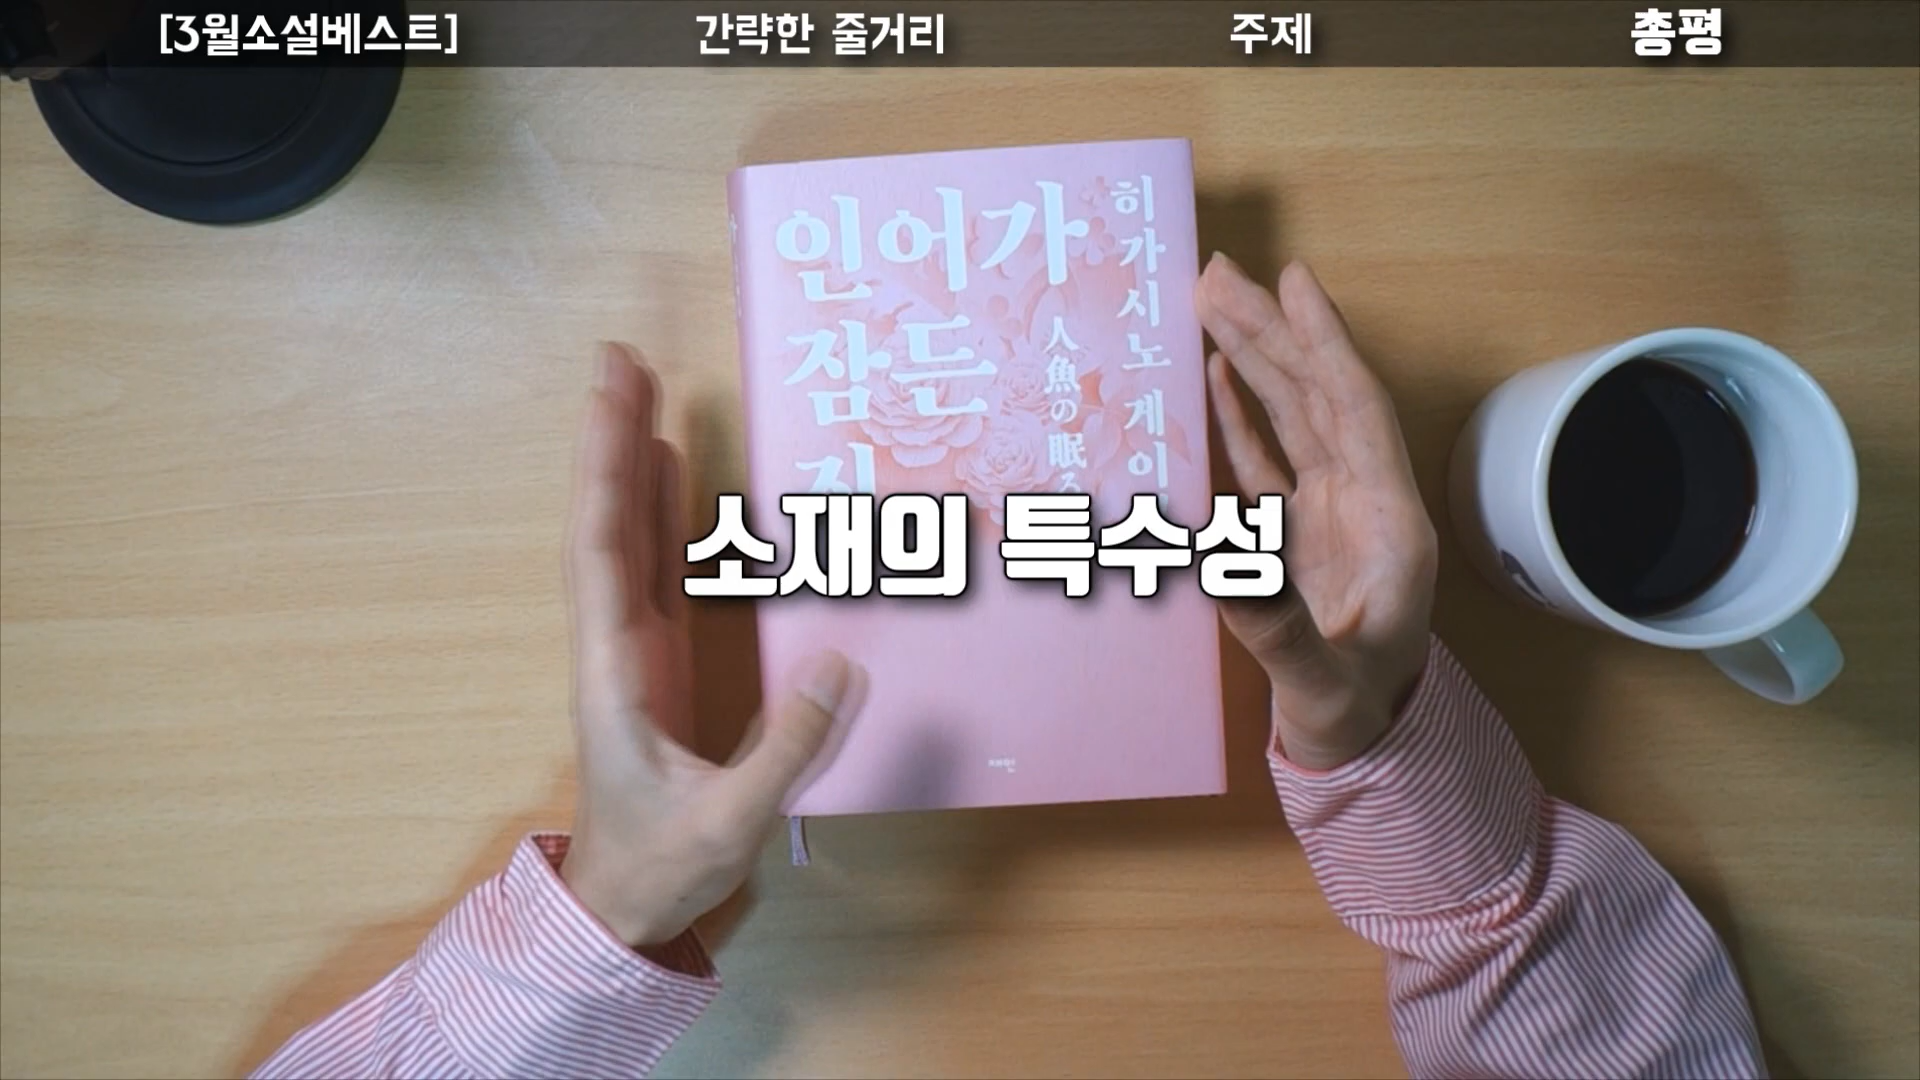 [3월소설베스트]
간략한 줄거리
주제
총평
인어가
잠든
히가시노 게이
人魚の眠る
소재의 특수성
재인